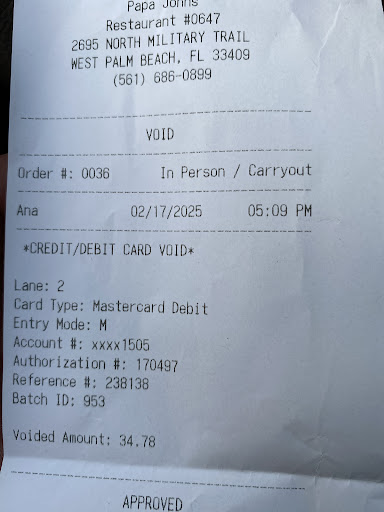 Papa Johns
Restaurant #0647
2695 NORTH MILITARY TRAIL
WEST PALM BEACH, FL 33409
(561) 686-0899
VOID
Order #: 0036 In Person / Carryout
Ana 02/17/2025 05:09 PM
*CREDIT/DEBIT CARD VOID*
Lane: 2
Card Type: Mastercard Debit
Entry Mode: M
Account #: xxxx1505
Authorization #: 170497
Reference #: 238138
Batch ID: 953
Voided Amount: 34.78
APPROVED